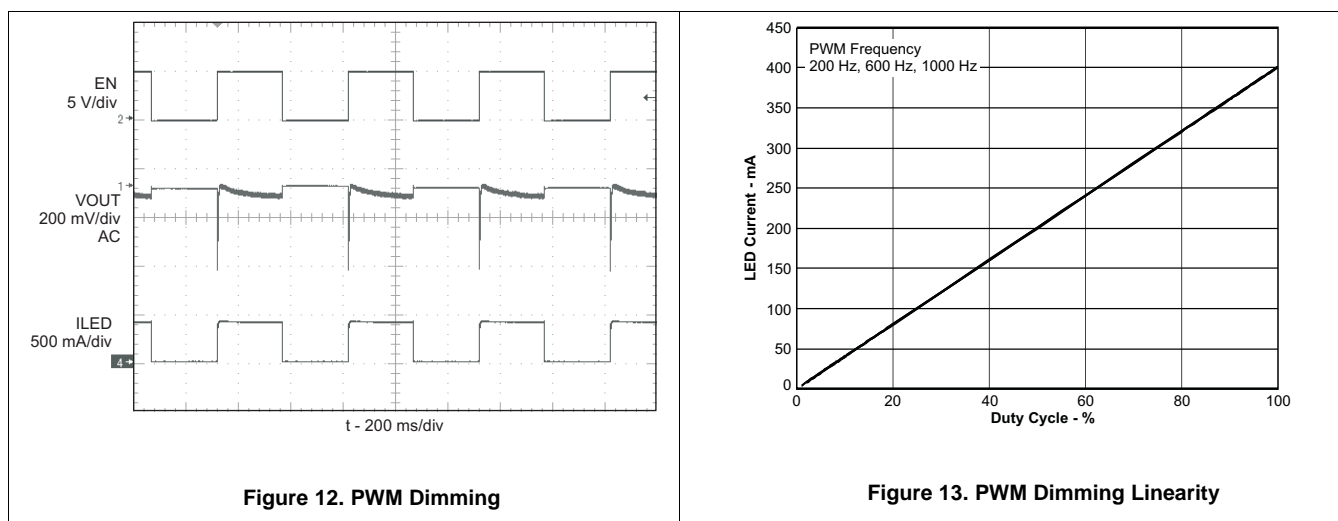 EN
5 V/div
2
1
VOUT
200 mV/div
AC
ILED
500 mA/div
4
t - 200 ms/div
Figure 12. PWM Dimming
450
400
350
300
250
200
150
100
50
0
LED Current - mA
PWM Frequency
200 Hz, 600 Hz, 1000 Hz
0 20 40 60 80 100
Duty Cycle - %
Figure 13. PWM Dimming Linearity